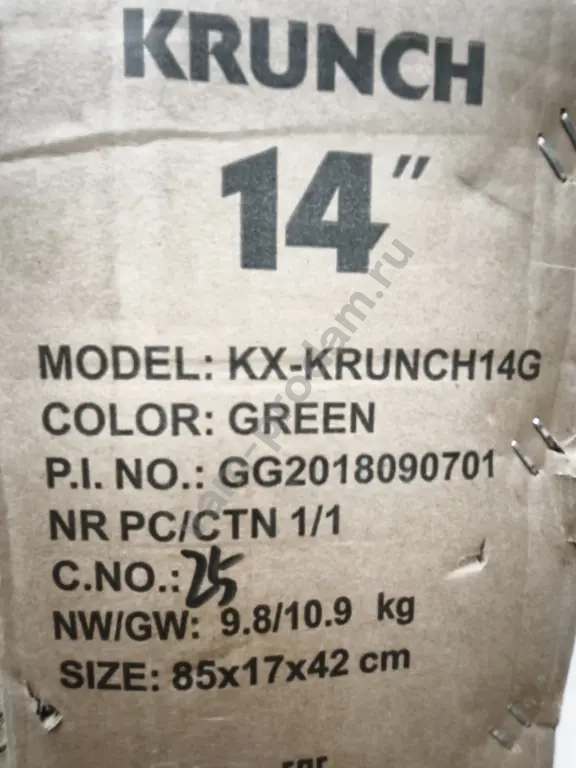 KRUNCH
14"
MODEL: KX-KRUNCH14G
COLOR: GREEN
P.I. NO.: GG2018090701
NR PC/CTN 1/1
C.NO.: 25
NW/GW: 9.8/10.9 kg
SIZE: 85x17x42 cm